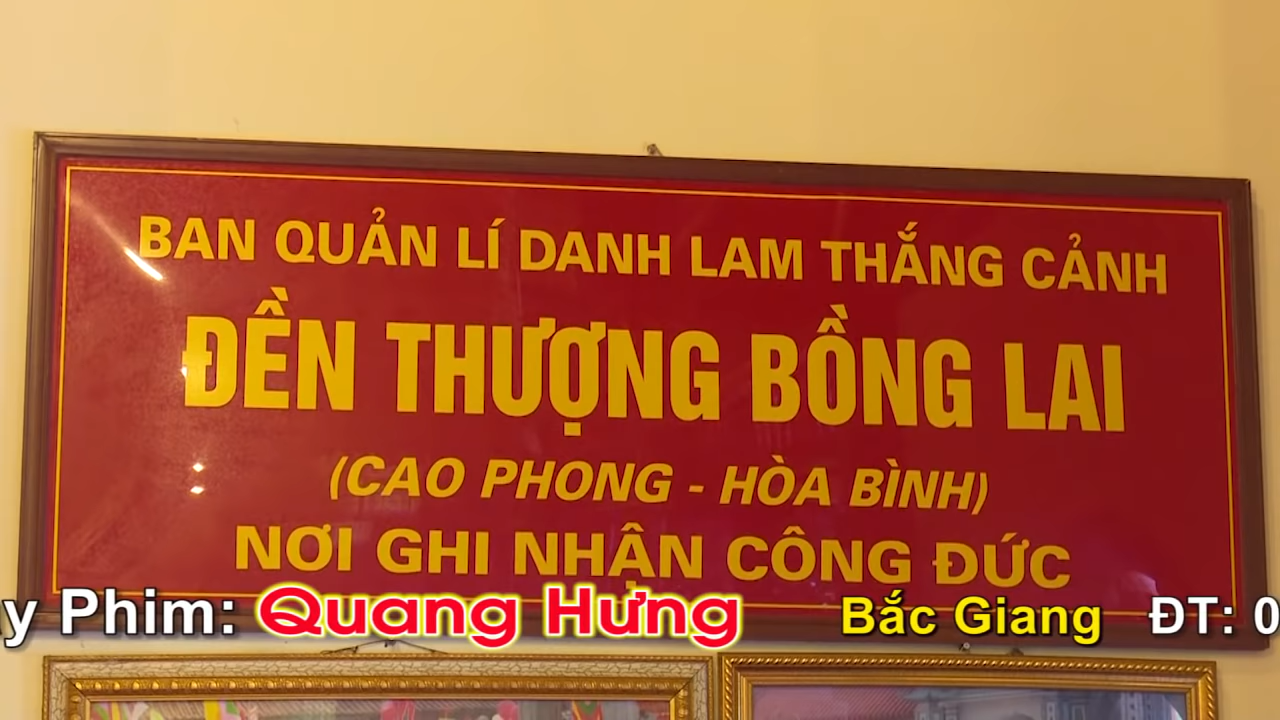 BAN QUẢN LÍ DANH LAM THẮNG CẢNH
ĐỀN THƯỢNG BỒNG LAI
(CAO PHONG - HÒA BÌNH)
NƠI GHI NHẬN CÔNG ĐỨC
y Phim: Quang Hưng Bắc Giang ĐT: 0